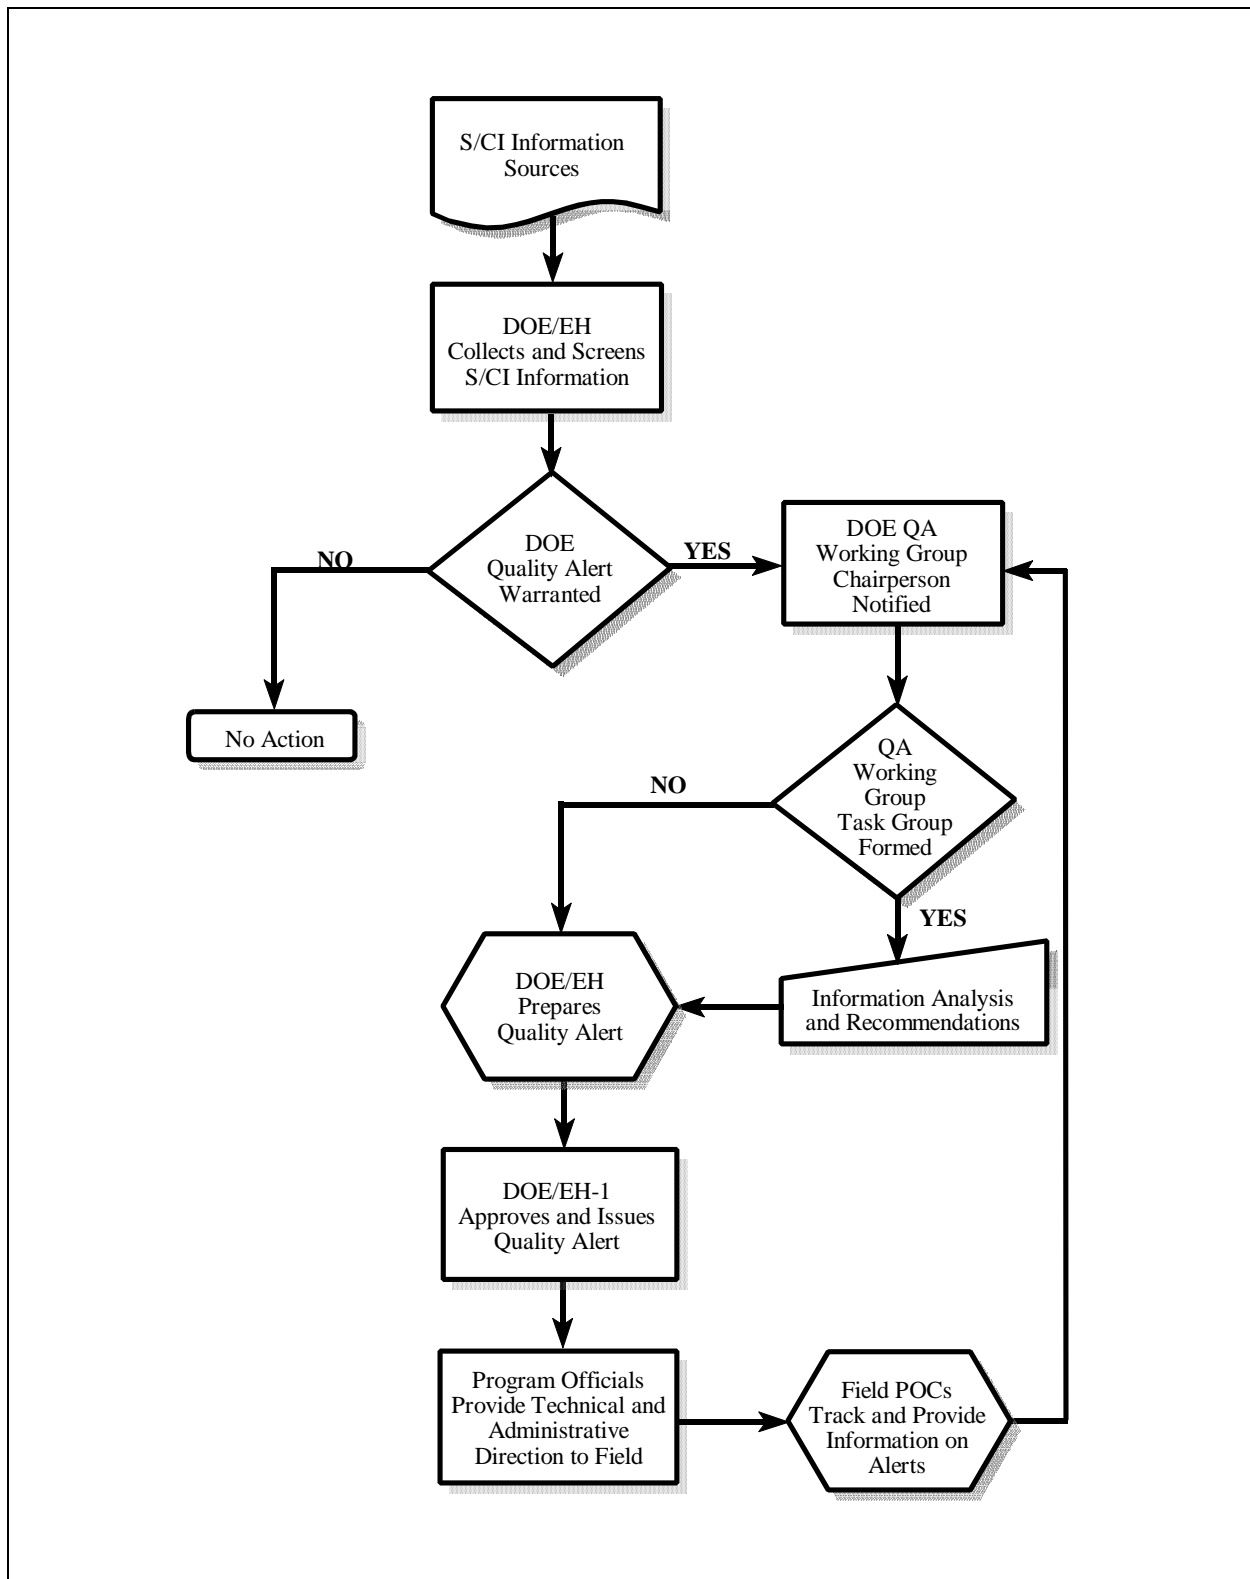 S/CI Information
Sources
DOE/EH
Collects and Screens
S/CI Information
DOE
Quality Alert
Warranted
NO
YES
DOE QA
Working Group
Chairperson
Notified
No Action
QA
Working
Group
Task Group
Formed
NO
YES
Information Analysis
and Recommendations
DOE/EH
Prepares
Quality Alert
DOE/EH-1
Approves and Issues
Quality Alert
Program Officials
Provide Technical and
Administrative
Direction to Field
Field POCs
Track and Provide
Information on
Alerts